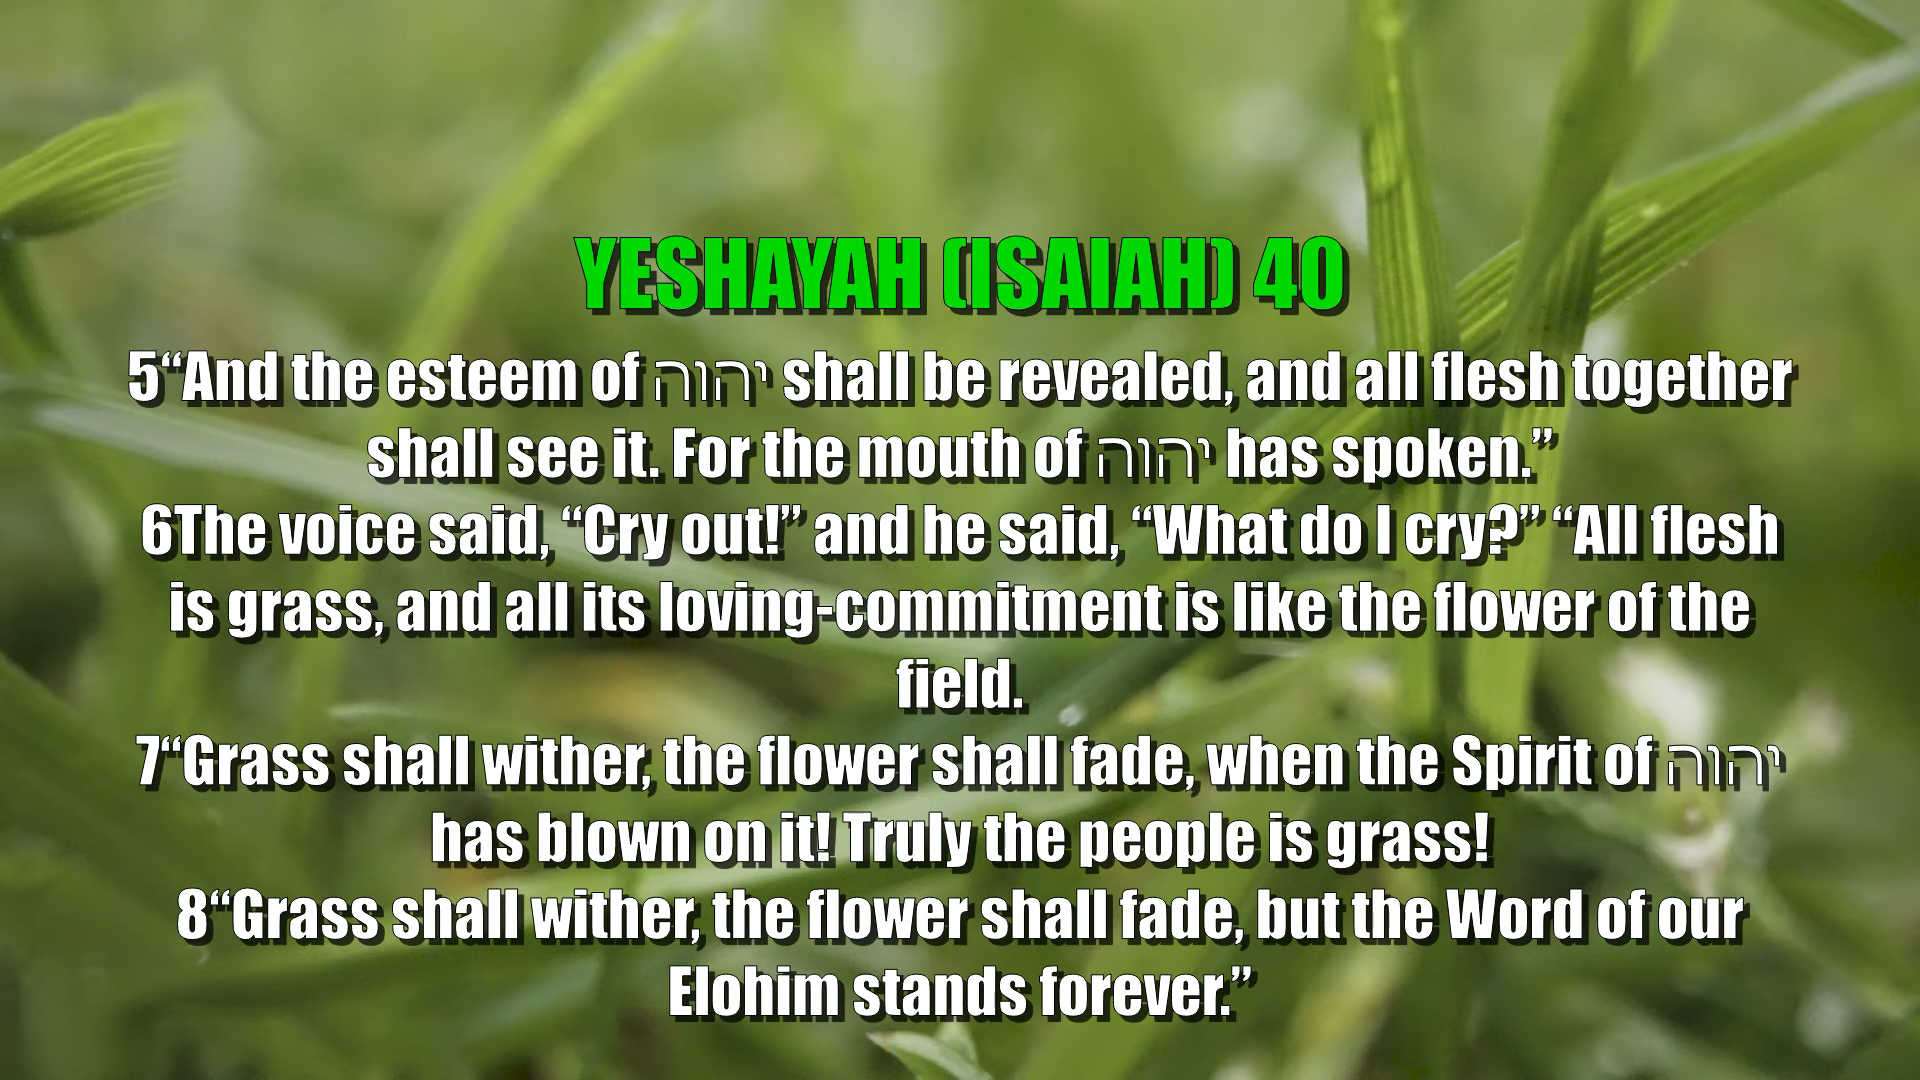 YESHAYAH (ISAIAH) 40
5“And the esteem of יהוה shall be revealed, and all flesh together
shall see it. For the mouth of יהוה has spoken.”
6The voice said, “Cry out!” and he said, “What do I cry?” “All flesh
is grass, and all its loving-commitment is like the flower of the
field.
7“Grass shall wither, the flower shall fade, when the Spirit of יהוה
has blown on it! Truly the people is grass!
8“Grass shall wither, the flower shall fade, but the Word of our
Elohim stands forever.”